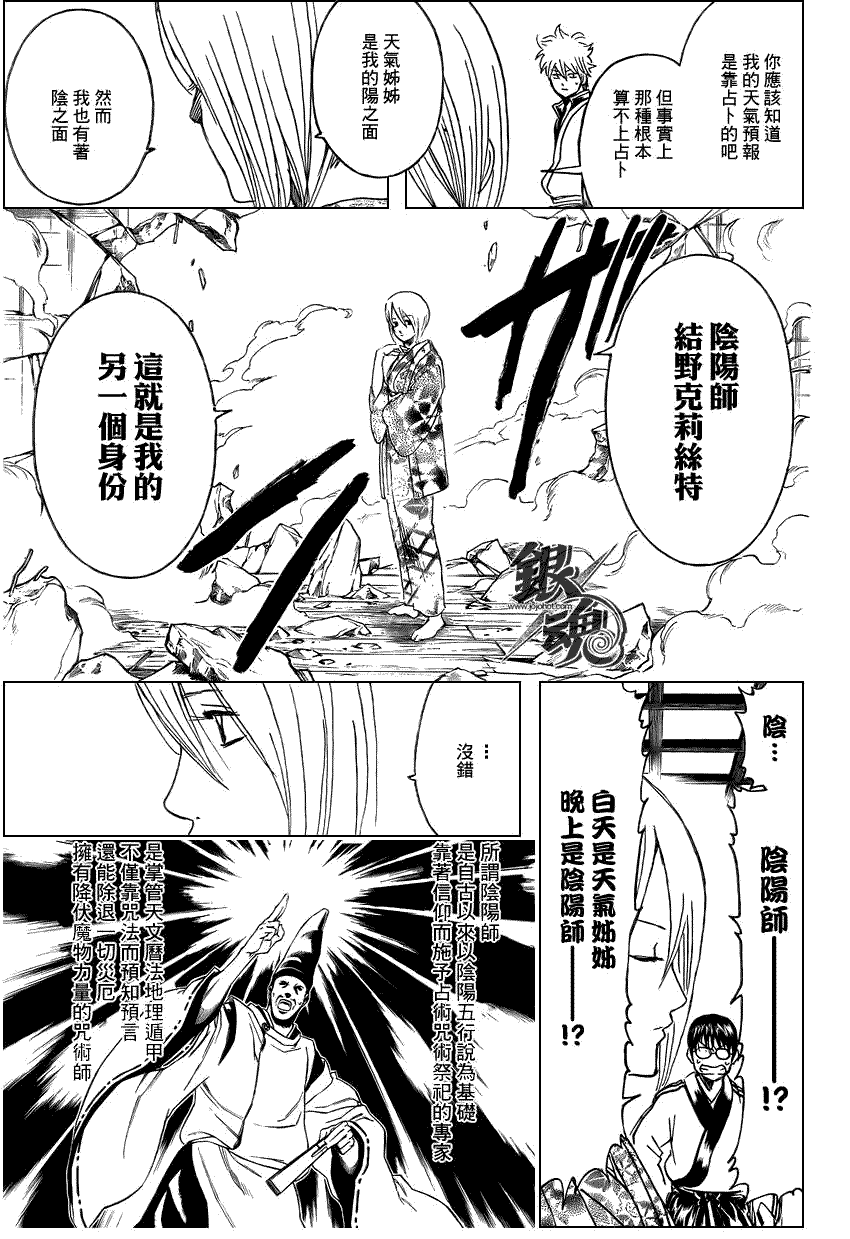 你應該知道
我的天氣預報
是靠占卜的吧
但事實上
那種根本
算不上占卜
天氣姊姊
是我的陽之面
然而
我也有著
陰之面
陰陽師
結野克莉絲特
這就是我的
另一個身份
銀魂
www.jojohot.com
陰…
陰陽師——!?
白天是天氣姊姊
晚上是陰陽師——!?
…
沒錯
所謂陰陽師
是自古以來以陰陽五行說為基礎
靠著信仰而施予占術咒術祭祀的專家
是掌管天文曆法地理遁甲
不僅靠咒法而預知預言
還能除退一切災厄
擁有降伏魔物力量的咒術師